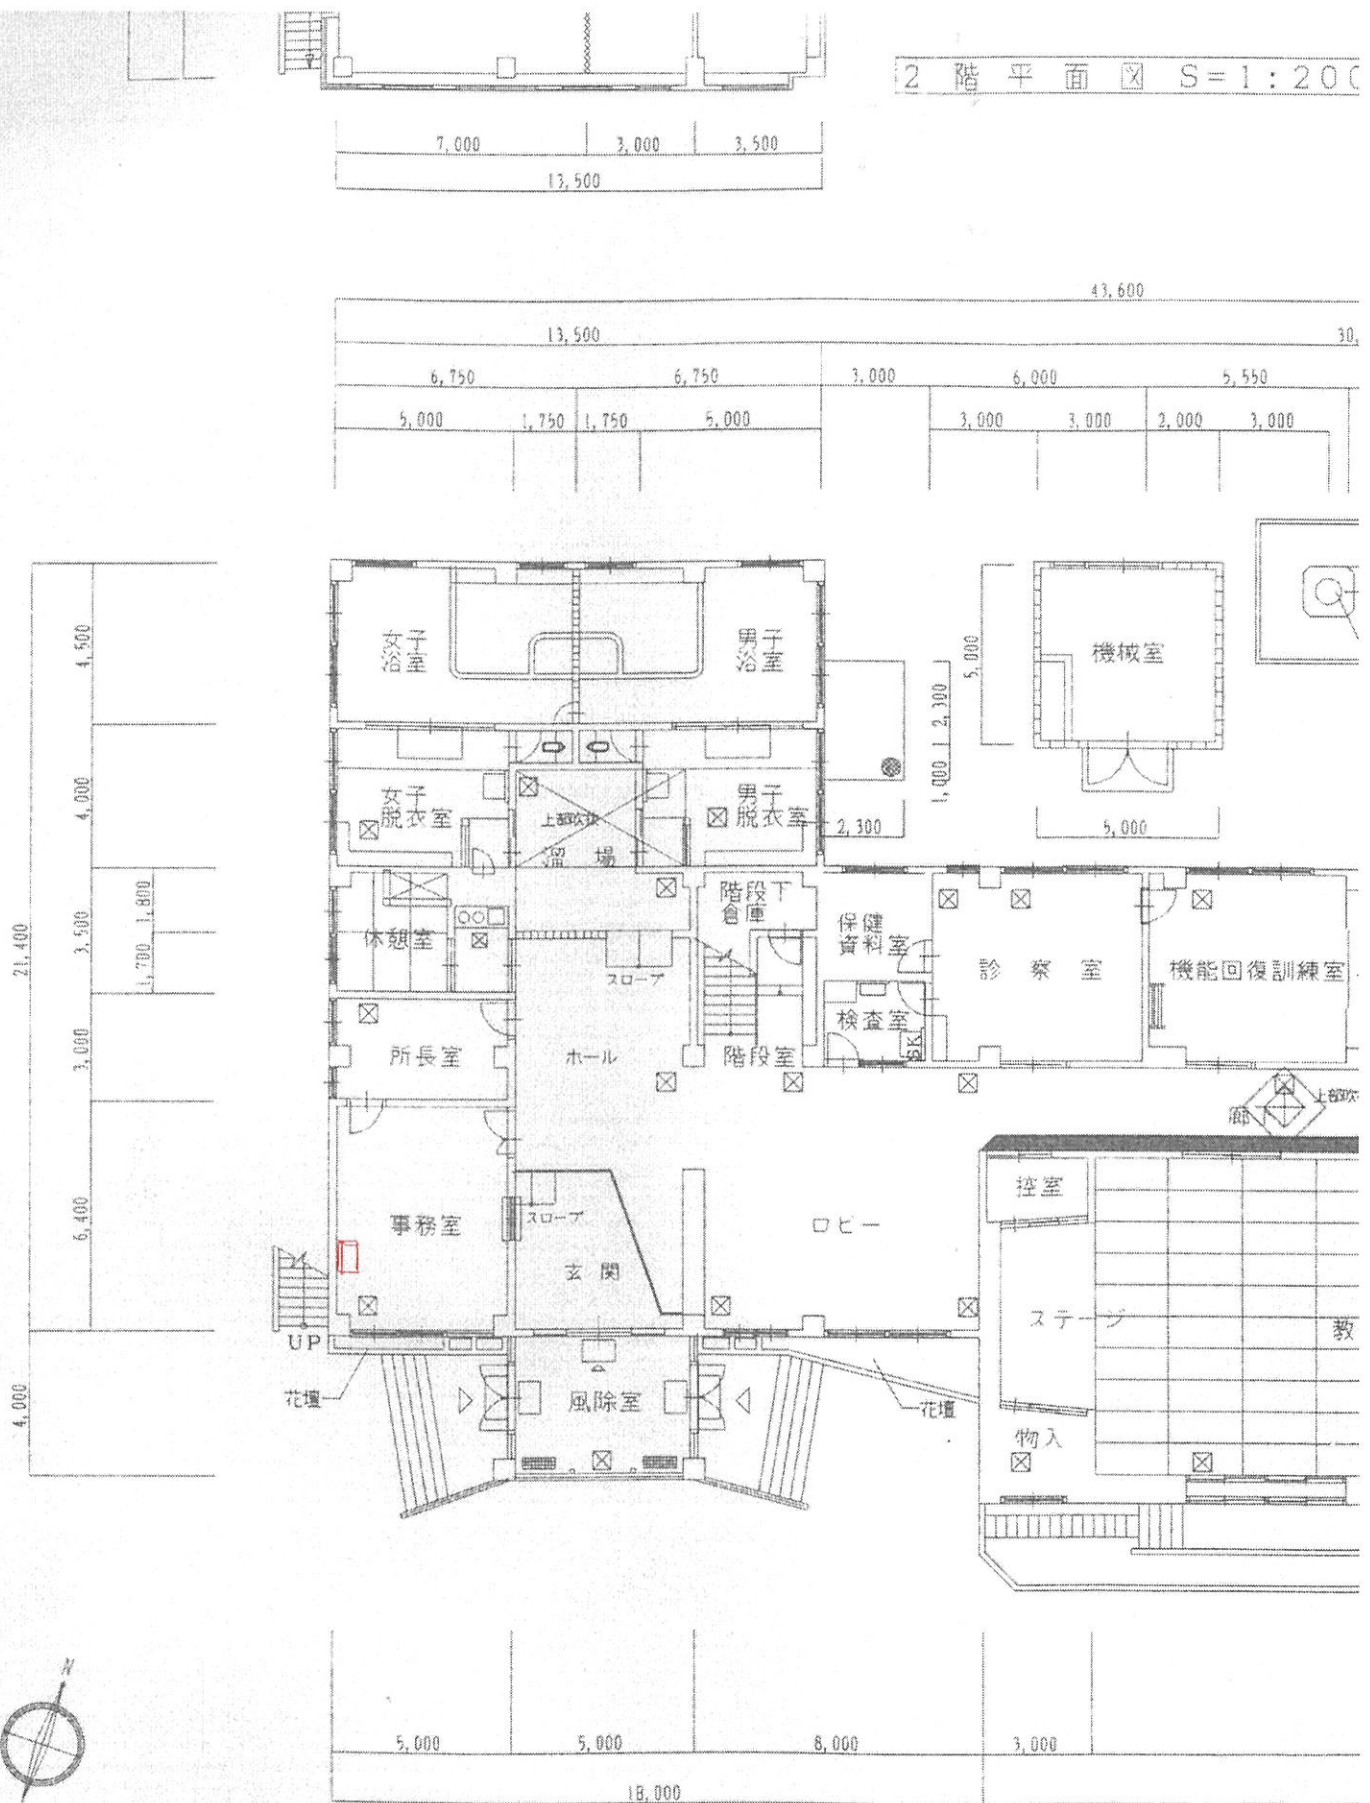 2 階 平 面 図 S=1:200
7,000
3,000
3,500
13,500
43,600
13,500
30,
6,750
6,750
3,000
6,000
5,550
5,000
1,750
1,750
5,000
3,000
3,000
2,000
3,000
21,400
4,500
4,000
3,500
1,800
1,700
3,000
6,400
4,000
女子
浴室
男子
浴室
機械室
5,000
2,300
1,000
2,300
5,000
女子
脱衣室
男子
脱衣室
階段下
倉庫
休憩室
保健
資料室
診 察 室
機能回復訓練室
スロープ
検査室
SK
所長室
ホール
階段室
控室
事務室
スロープ
ロビー
玄 関
ステージ
教
UP
花壇
風除室
花壇
物入
N
5,000
5,000
8,000
3,000
18,000